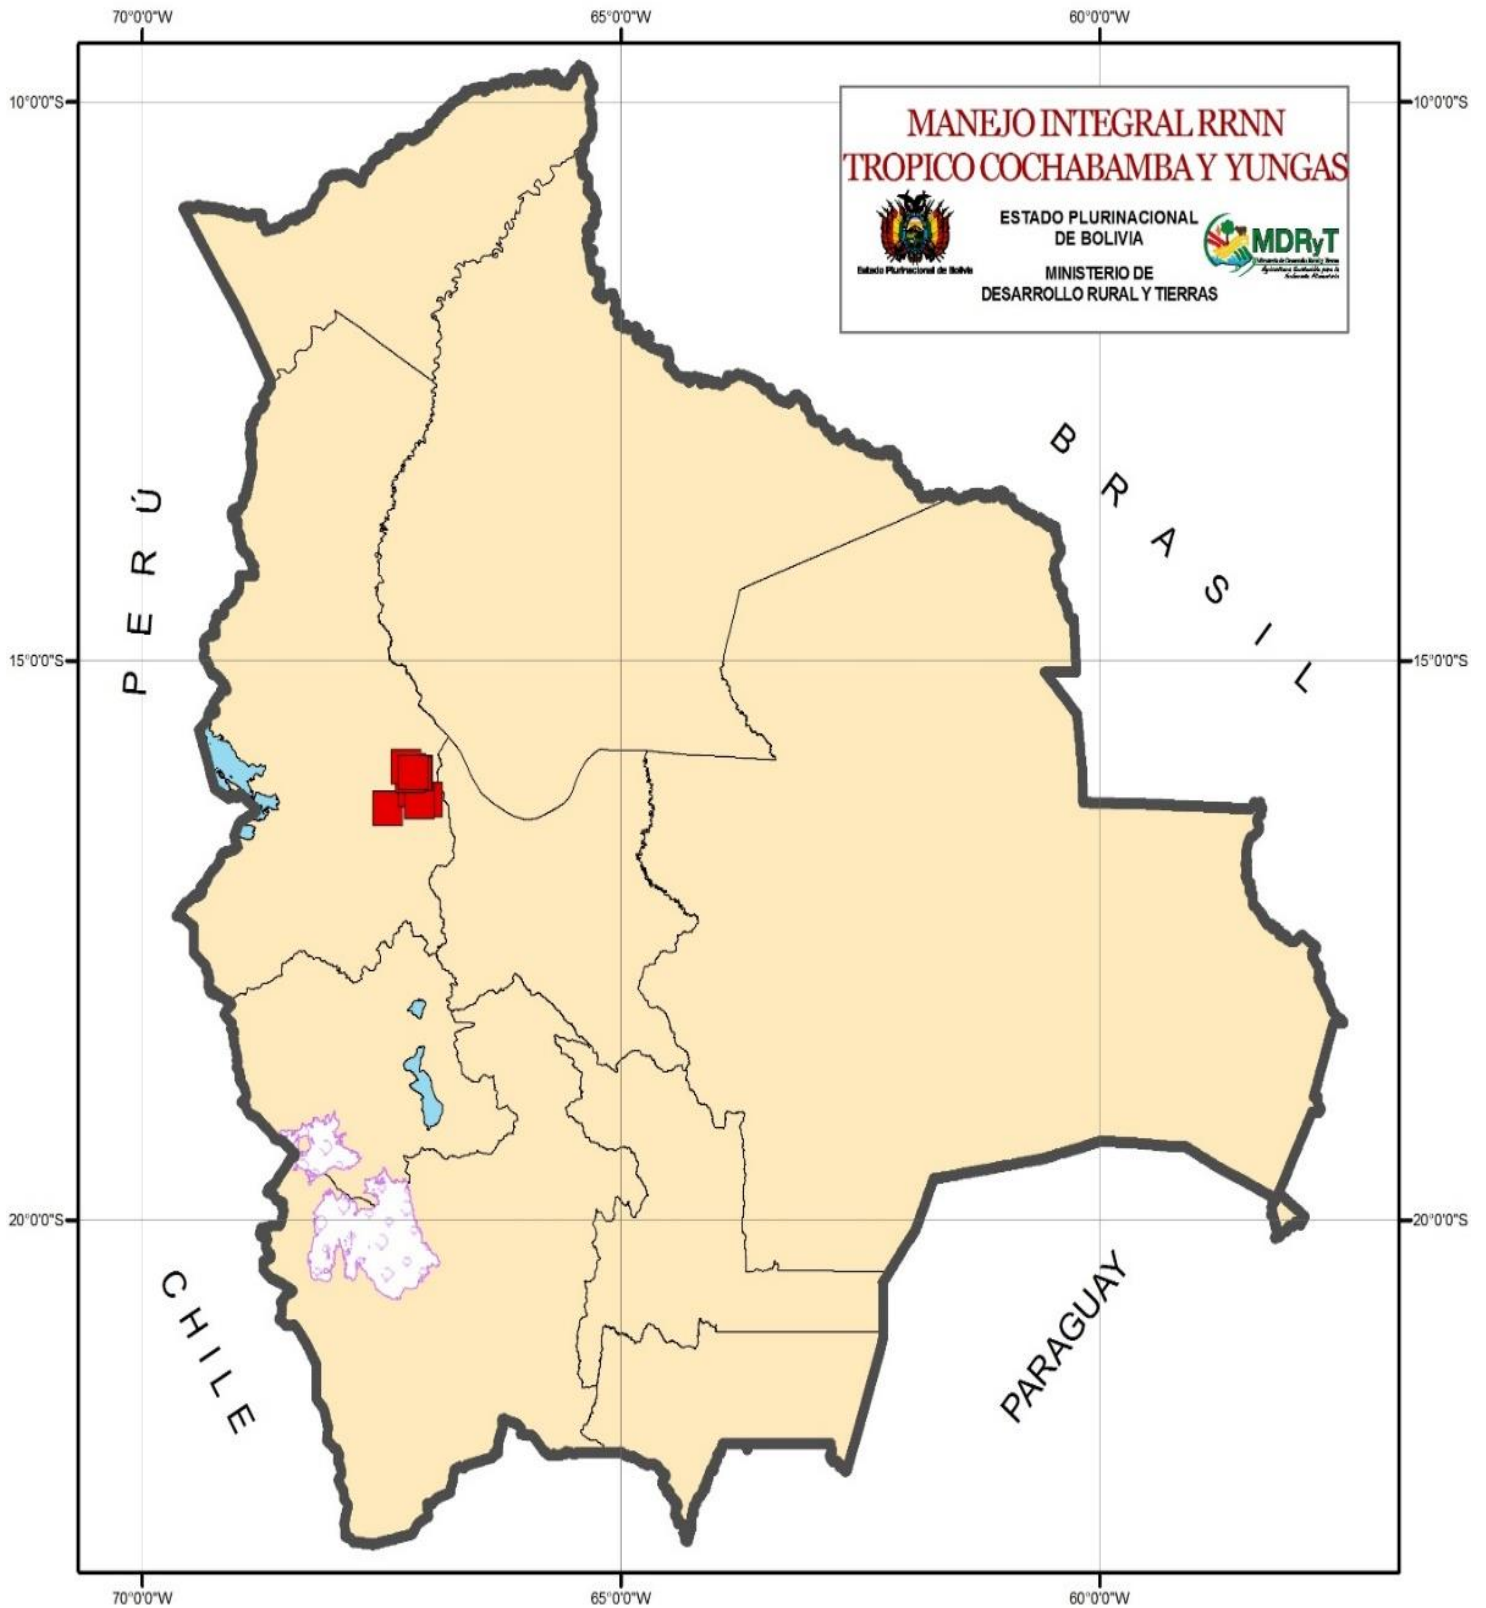 70°0'0"W 65°0'0"W 60°0'0"W
10°0'0"S 10°0'0"S
MANEJO INTEGRAL RRNN
TROPICO COCHABAMBA Y YUNGAS
ESTADO PLURINACIONAL
DE BOLIVIA
MINISTERIO DE
DESARROLLO RURAL Y TIERRAS
Estado Plurinacional de Bolivia
MDRyT
BRASIL
PERÚ
15°0'0"S 15°0'0"S
20°0'0"S 20°0'0"S
CHILE
PARAGUAY
70°0'0"W 65°0'0"W 60°0'0"W